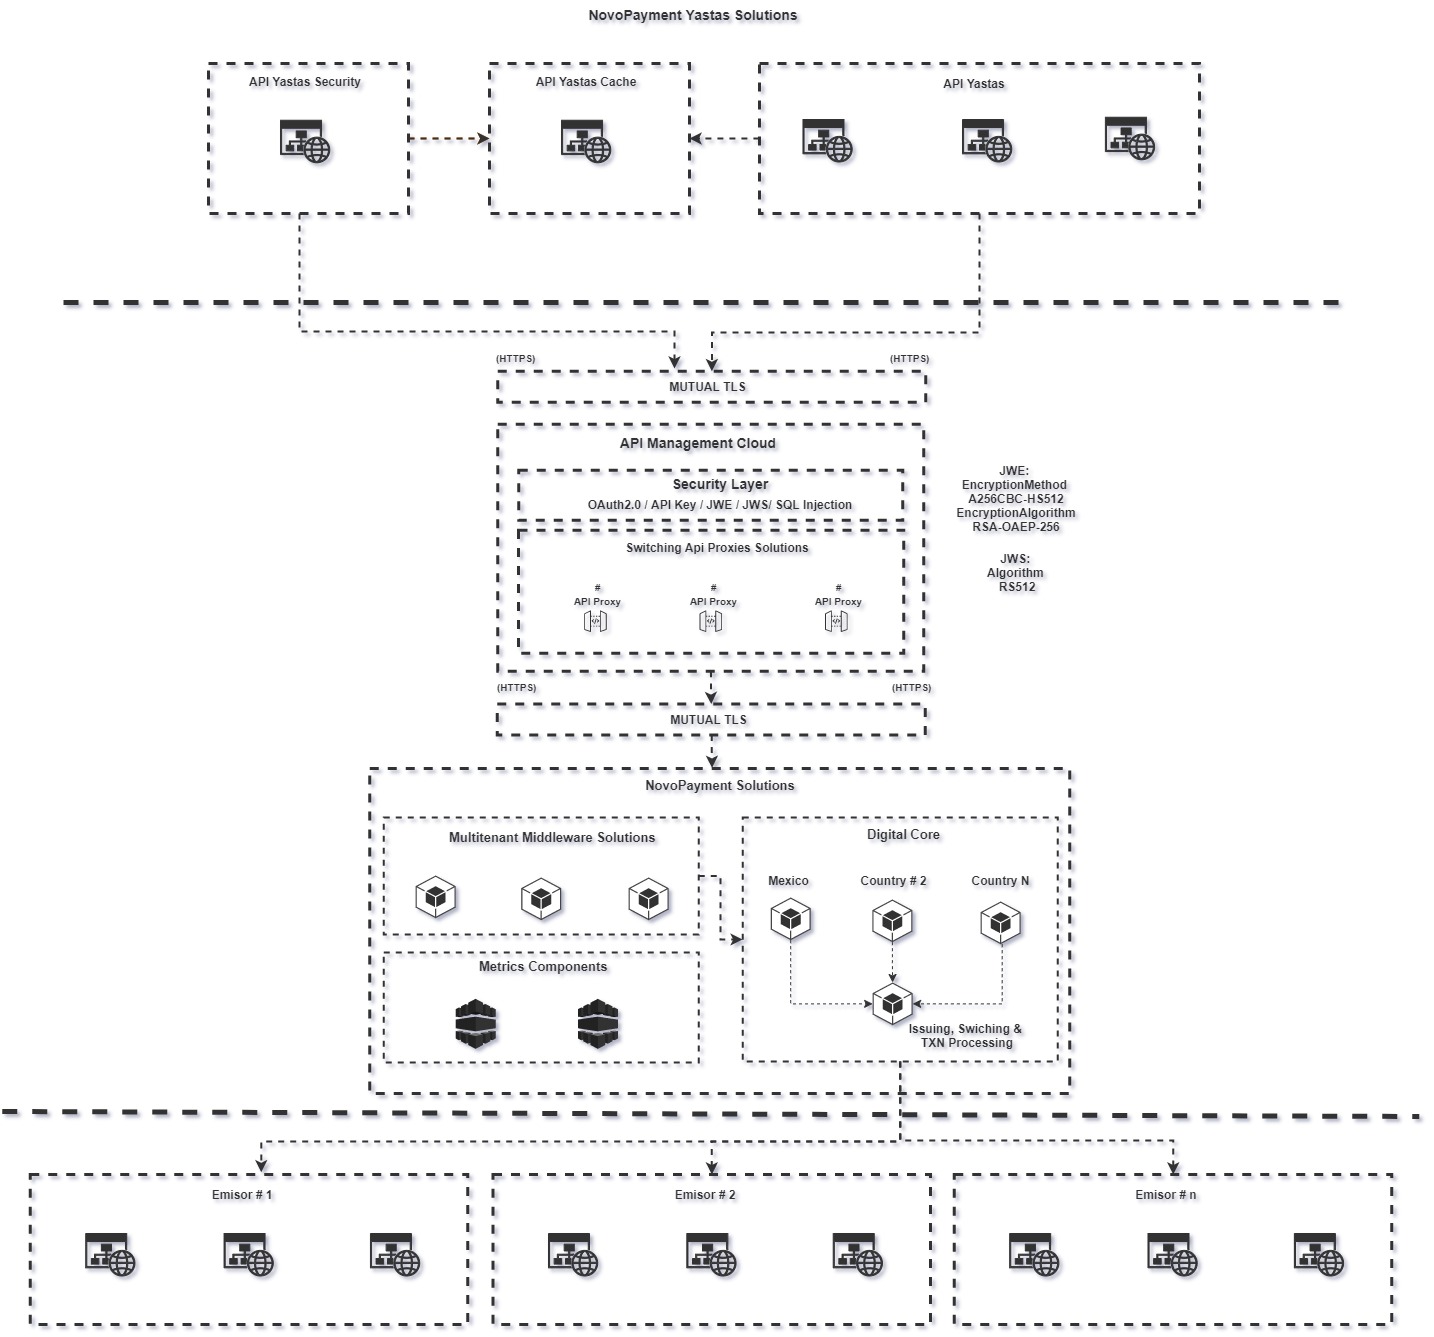 NovoPayment Yastas Solutions
API Yastas Security
API Yastas Cache
API Yastas
(HTTPS)
(HTTPS)
MUTUAL TLS
API Management Cloud
Security Layer
OAuth2.0 / API Key / JWE / JWS/ SQL Injection
JWE:
EncryptionMethod
A256CBC-HS512
EncryptionAlgorithm
RSA-OAEP-256
JWS:
Algorithm
RS512
Switching Api Proxies Solutions
#
API Proxy
#
API Proxy
#
API Proxy
(HTTPS)
(HTTPS)
MUTUAL TLS
NovoPayment Solutions
Multitenant Middleware Solutions
Digital Core
Mexico
Country # 2
Country N
Metrics Components
Issuing, Swiching &
TXN Processing
Emisor # 1
Emisor # 2
Emisor # n